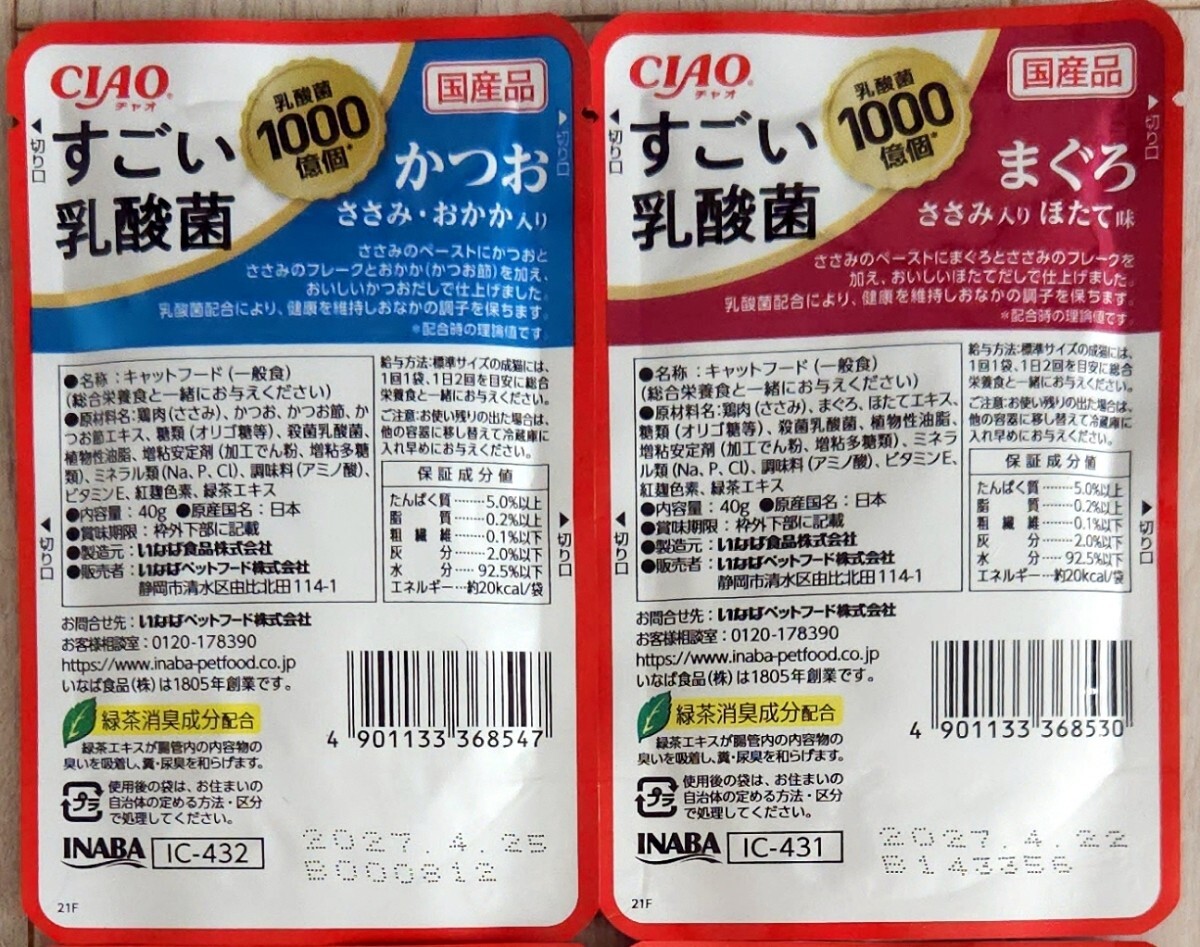 CIAO
チャオ
すごい
乳酸菌
乳酸菌
1000
億個*
国産品
かつお
ささみ・おかか入り
ささみのペーストにかつおと
ささみのフレークとおかか(かつお節)を加え、
おいしいかつおだしで仕上げました。
乳酸菌配合により、健康を維持しおなかの調子を保ちます。
*配合時の理論値です
◀切り口
▶切り口
●名称:キャットフード(一般食)
(総合栄養食と一緒にお与えください)
●原材料名:鶏肉(ささみ)、かつお、かつお節、か
つお節エキス、糖類(オリゴ糖等)、殺菌乳酸菌、
植物性油脂、増粘安定剤(加工でん粉、増粘多糖
類)、ミネラル類(Na、P、Cl)、調味料(アミノ酸)、
ビタミンE、紅麹色素、緑茶エキス
●内容量:40g ●原産国名:日本
●賞味期限:枠外下部に記載
●製造元:いなば食品株式会社
●販売者:いなばペットフード株式会社
静岡市清水区由比北田114-1
給与方法:標準サイズの成猫には、
1回1袋、1日2回を目安に総合
栄養食と一緒にお与えください。
ご注意:お使い残りの出た場合は、
他の容器に移し替えて冷蔵庫に
入れ早めにお与えください。
保証成分値
たんぱく質………5.0%以上
脂質………0.2%以上
粗繊維………0.1%以下
灰分………2.0%以下
水分……92.5%以下
エネルギー…約20kcal/袋
◀切り口
▶切り口
お問合せ先:いなばペットフード株式会社
お客様相談室:0120-178390
https://www.inaba-petfood.co.jp
いなば食品(株)は1805年創業です。
緑茶消臭成分配合
緑茶エキスが腸管内の内容物の
臭いを吸着し、糞・尿臭を和らげます。
プラ
使用後の袋は、お住まいの
自治体の定める方法・区分
で処理してください。
4 901133 368547
INABA IC-432
2027.4.25
B000812
21F
CIAO
チャオ
すごい
乳酸菌
乳酸菌
1000
億個*
国産品
まぐろ
ささみ入り ほたて味
ささみのペーストにまぐろとささみのフレークを
加え、おいしいほたてだしで仕上げました。
乳酸菌配合により、健康を維持しおなかの調子を保ちます。
*配合時の理論値です
◀切り口
▶切り口
●名称:キャットフード(一般食)
(総合栄養食と一緒にお与えください)
●原材料名:鶏肉(ささみ)、まぐろ、ほたてエキス、
糖類(オリゴ糖等)、殺菌乳酸菌、植物性油脂、
増粘安定剤(加工でん粉、増粘多糖類)、ミネラ
ル類(Na、P、Cl)、調味料(アミノ酸)、ビタミンE、
紅麹色素、緑茶エキス
●内容量:40g ●原産国名:日本
●賞味期限:枠外下部に記載
●製造元:いなば食品株式会社
●販売者:いなばペットフード株式会社
静岡市清水区由比北田114-1
給与方法:標準サイズの成猫には、
1回1袋、1日2回を目安に総合
栄養食と一緒にお与えください。
ご注意:お使い残りの出た場合は、
他の容器に移し替えて冷蔵庫に
入れ早めにお与えください。
保証成分値
たんぱく質………5.0%以上
脂質………0.2%以上
粗繊維………0.1%以下
灰分………2.0%以下
水分……92.5%以下
エネルギー…約20kcal/袋
◀切り口
▶切り口
お問合せ先:いなばペットフード株式会社
お客様相談室:0120-178390
https://www.inaba-petfood.co.jp
いなば食品(株)は1805年創業です。
緑茶消臭成分配合
緑茶エキスが腸管内の内容物の
臭いを吸着し、糞・尿臭を和らげます。
プラ
使用後の袋は、お住まいの
自治体の定める方法・区分
で処理してください。
4 901133 368530
INABA IC-431
2027.4.22
B143356
21F